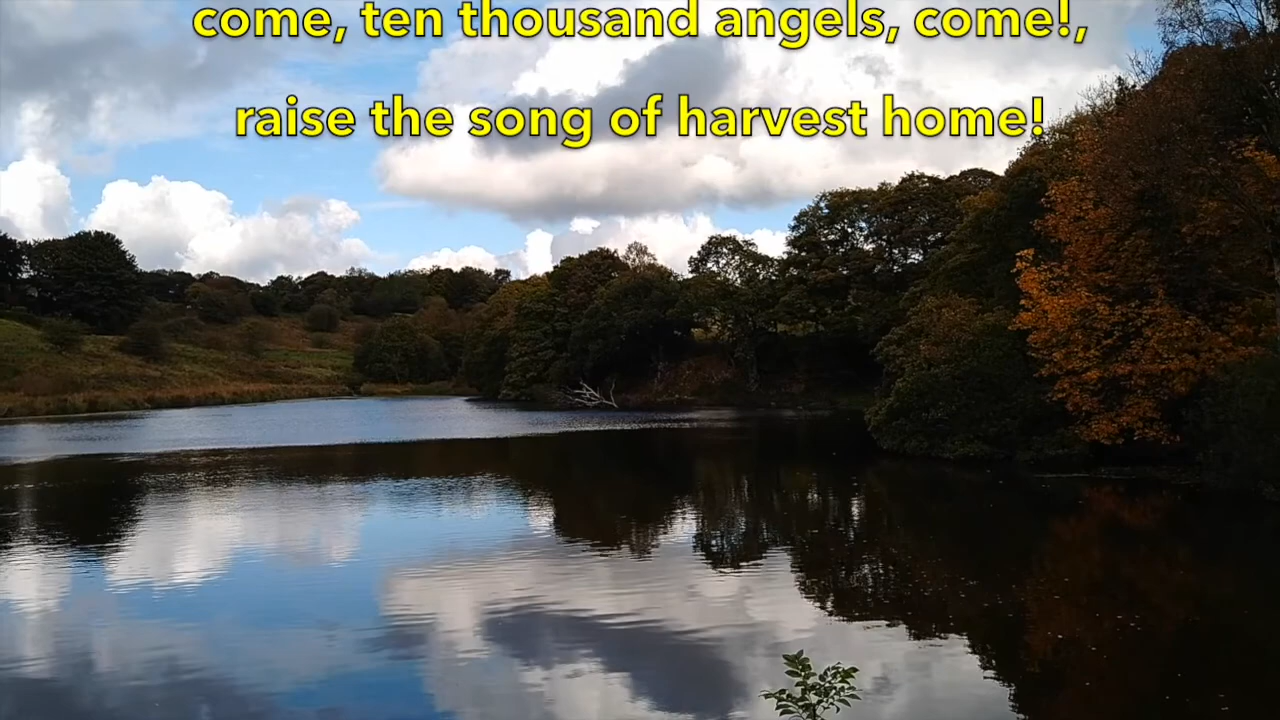 come, ten thousand angels, come!,
raise the song of harvest home!